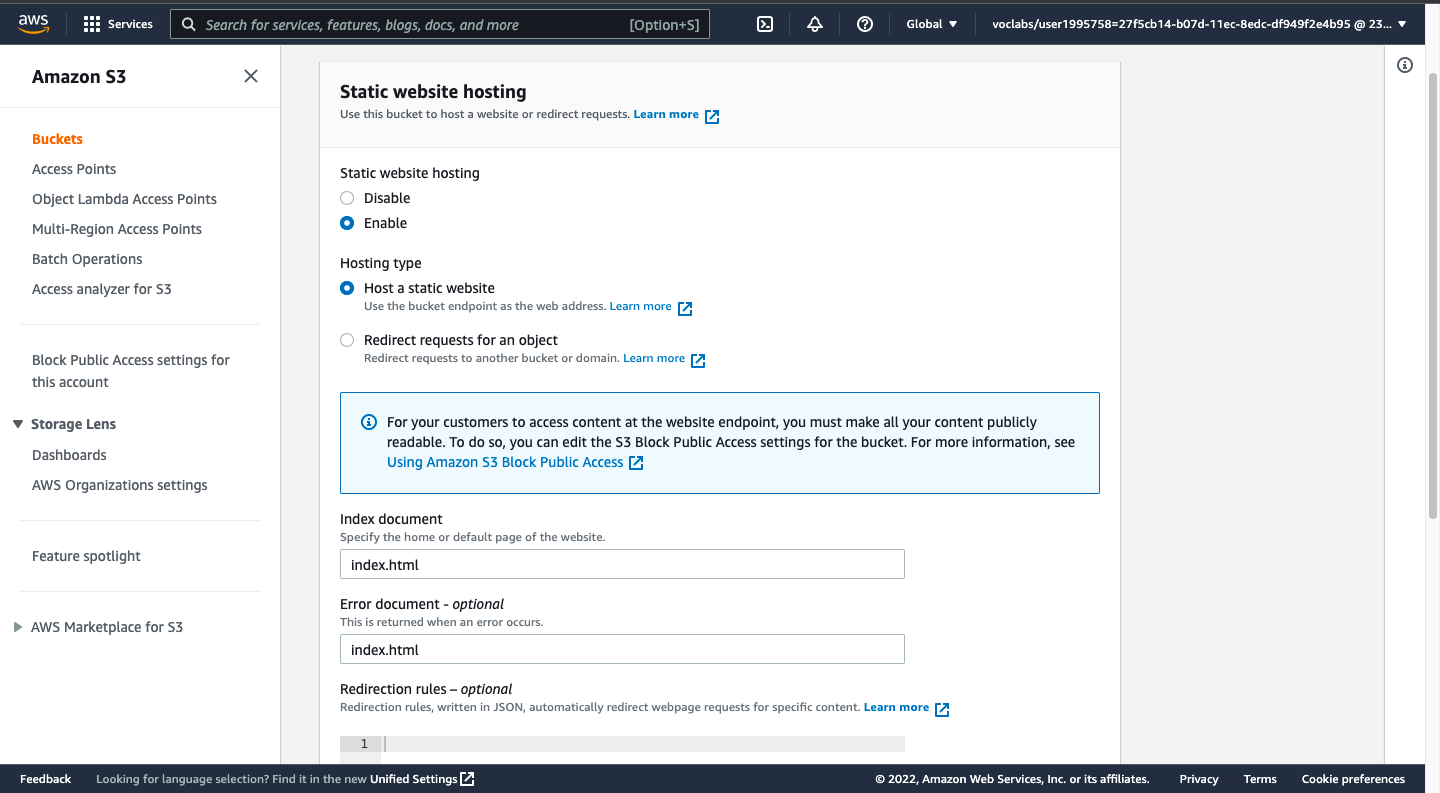 aws
Services
Search for services, features, blogs, docs, and more
[Option+S]
Global
voclabs/user1995758=27f5cb14-b07d-11ec-8edc-df949f2e4b95 @ 23...
Amazon S3
Buckets
Access Points
Object Lambda Access Points
Multi-Region Access Points
Batch Operations
Access analyzer for S3
Block Public Access settings for
this account
Storage Lens
Dashboards
AWS Organizations settings
Feature spotlight
AWS Marketplace for S3
Static website hosting
Use this bucket to host a website or redirect requests. Learn more
Static website hosting
Disable
Enable
Hosting type
Host a static website
Use the bucket endpoint as the web address. Learn more
Redirect requests for an object
Redirect requests to another bucket or domain. Learn more
For your customers to access content at the website endpoint, you must make all your content publicly
readable. To do so, you can edit the S3 Block Public Access settings for the bucket. For more information, see
Using Amazon S3 Block Public Access
Index document
Specify the home or default page of the website.
index.html
Error document - optional
This is returned when an error occurs.
index.html
Redirection rules – optional
Redirection rules, written in JSON, automatically redirect webpage requests for specific content. Learn more
1
Feedback
Looking for language selection? Find it in the new Unified Settings
© 2022, Amazon Web Services, Inc. or its affiliates.
Privacy
Terms
Cookie preferences